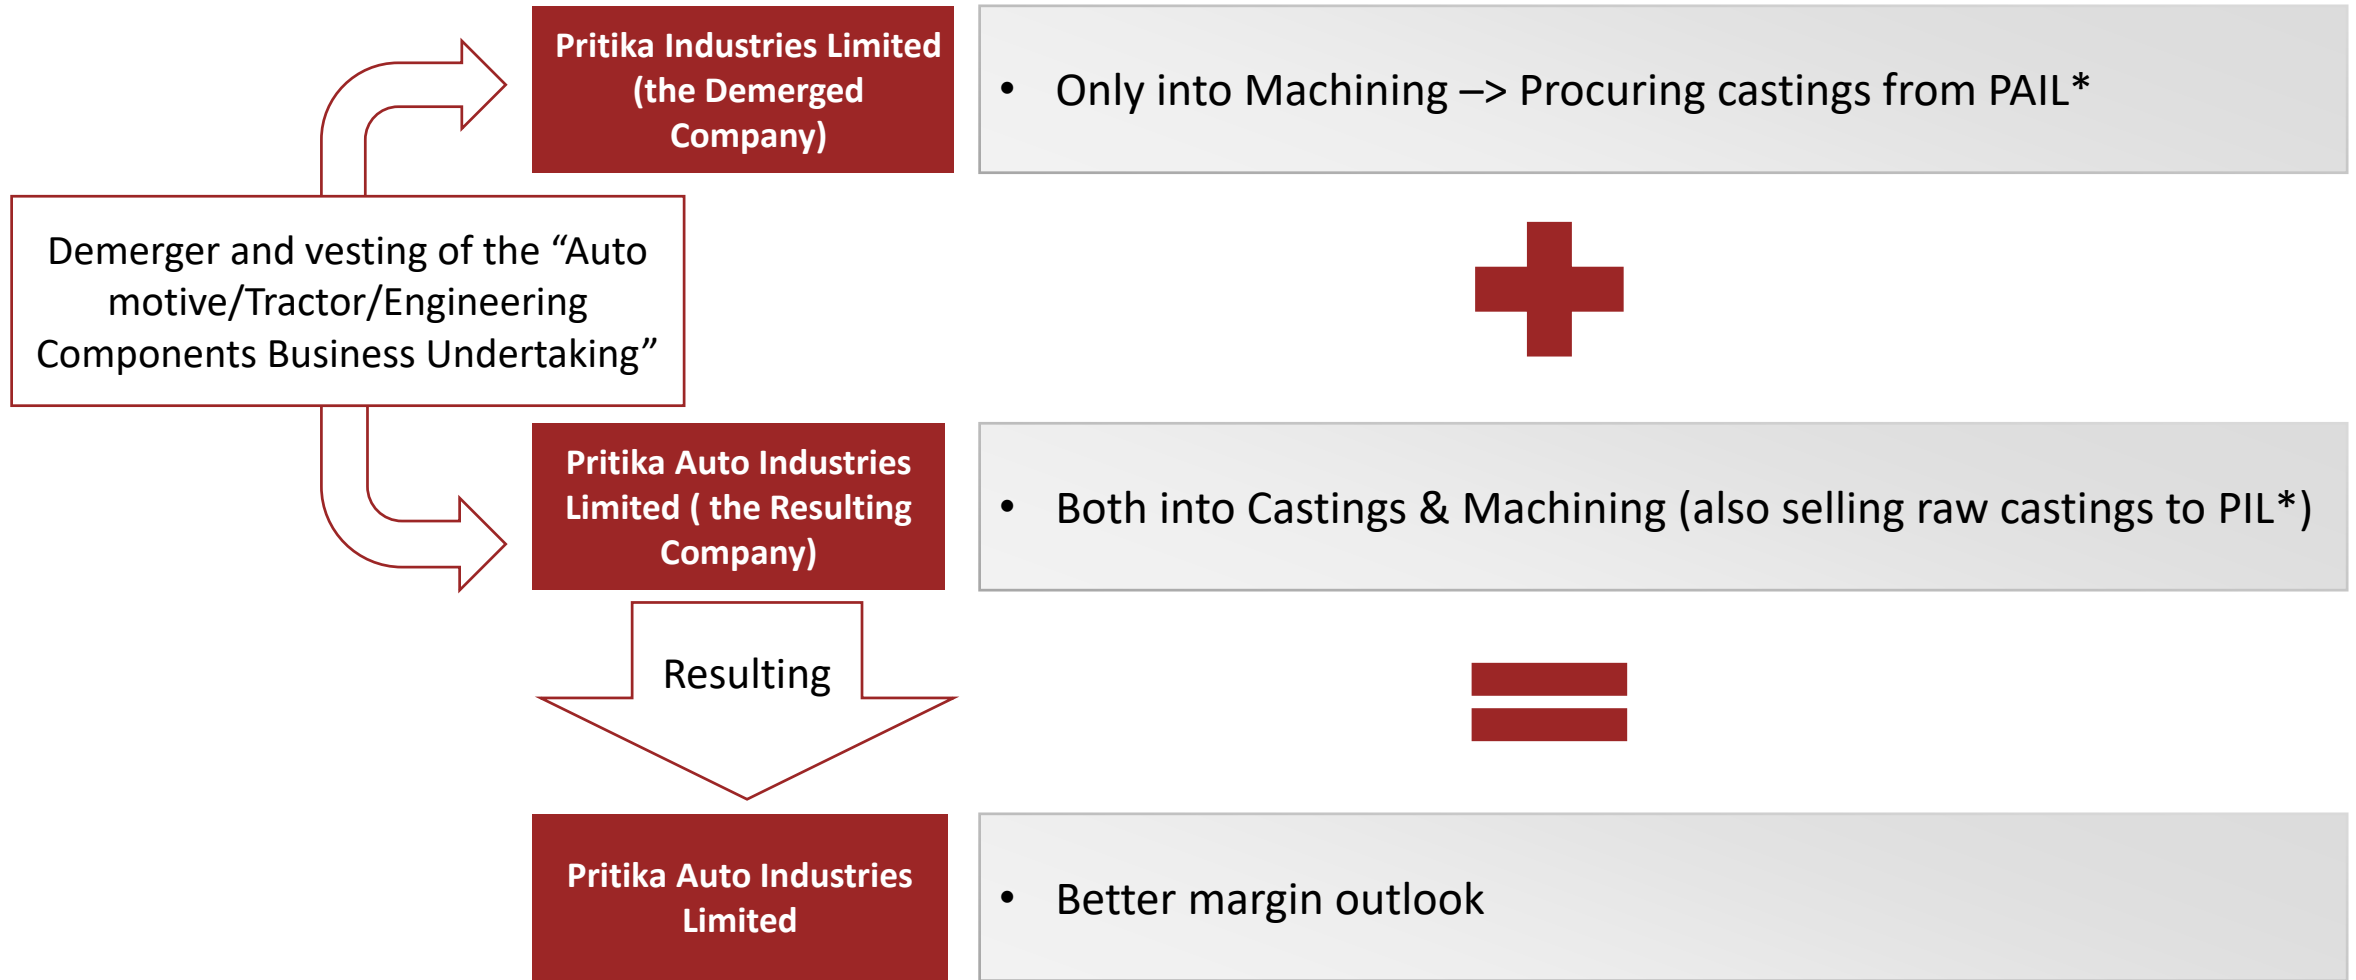 Pritika Industries Limited
(the Demerged
Company)
• Only into Machining –> Procuring castings from PAIL*
Demerger and vesting of the “Auto
motive/Tractor/Engineering
Components Business Undertaking”
Pritika Auto Industries
Limited ( the Resulting
Company)
• Both into Castings & Machining (also selling raw castings to PIL*)
Resulting
Pritika Auto Industries
Limited
• Better margin outlook